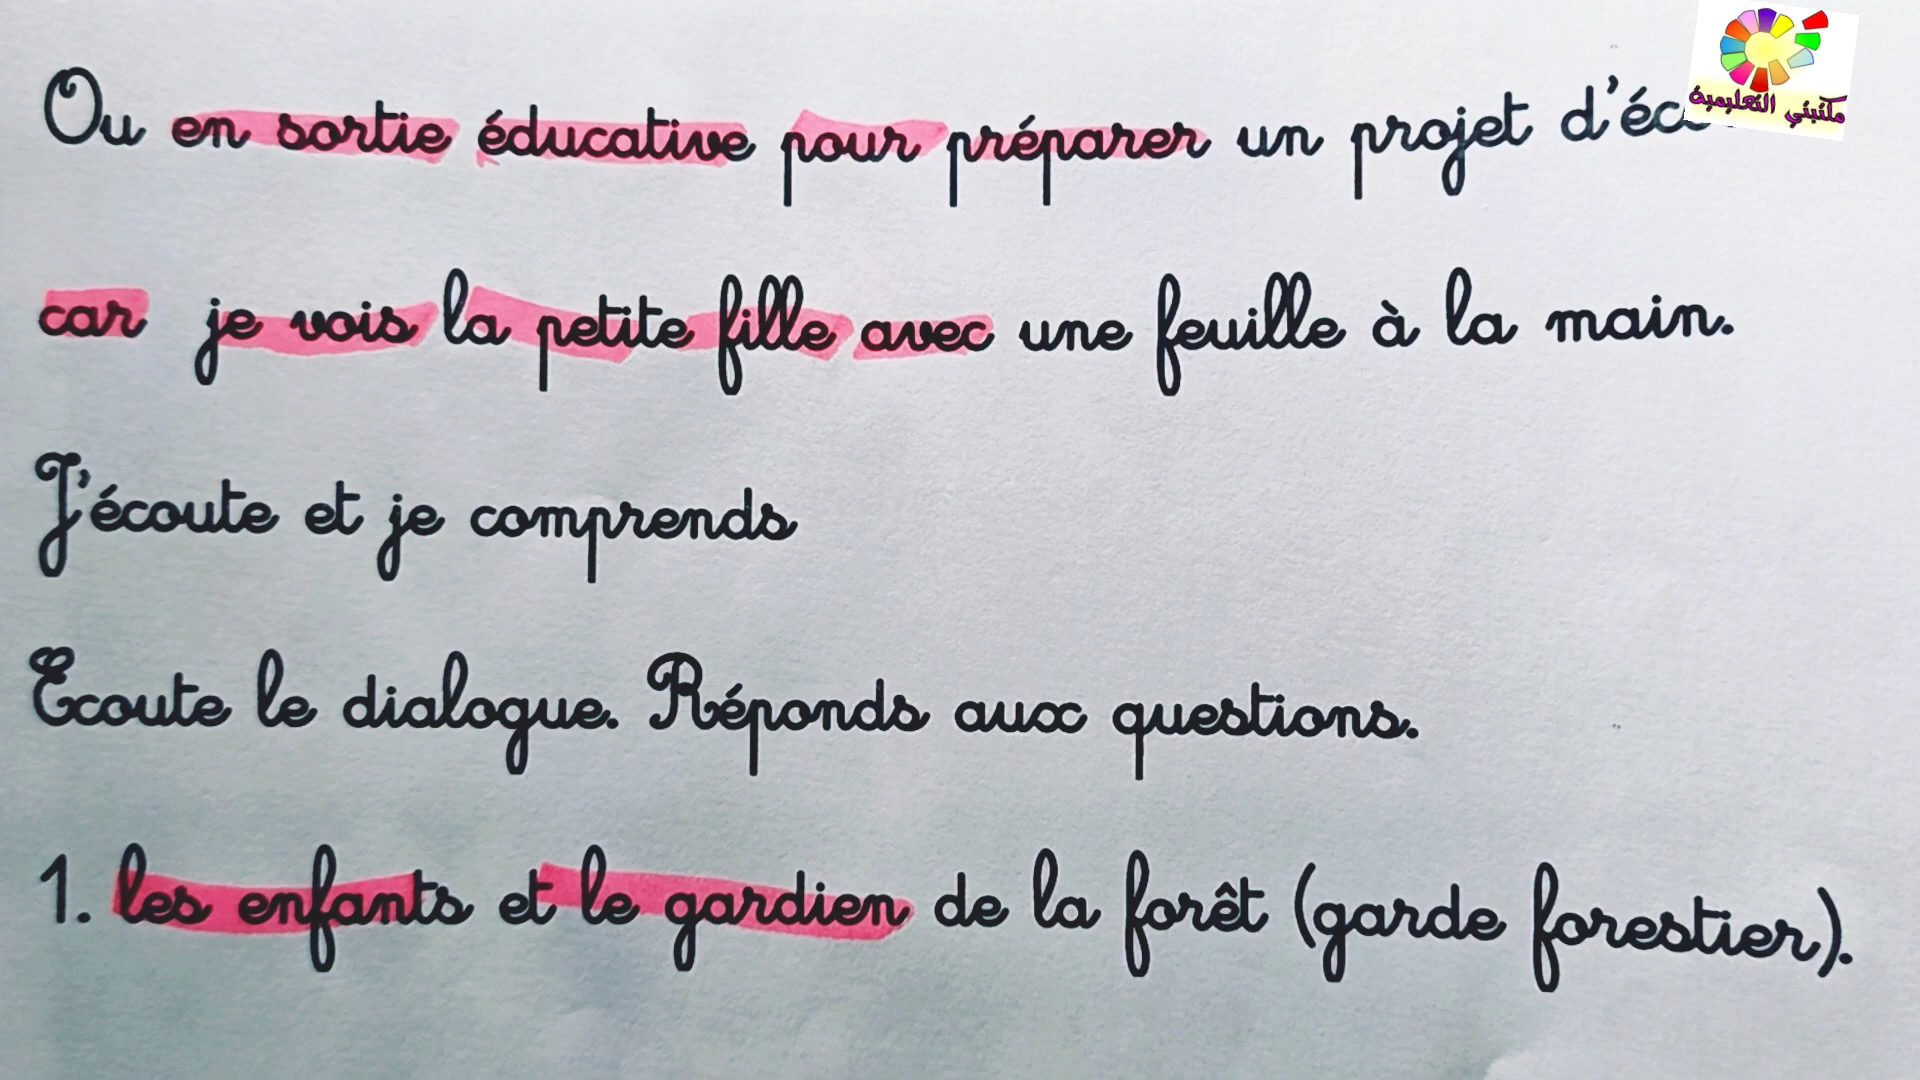 Ou en sortie éducative pour préparer un projet
مكتبتي التعليمية
car je vois la petite fille avec une feuille à la main.
J'écoute et je comprends
Ecoute le dialogue. Réponds aux questions.
1. les enfants et le gardien de la forêt (garde forestier).